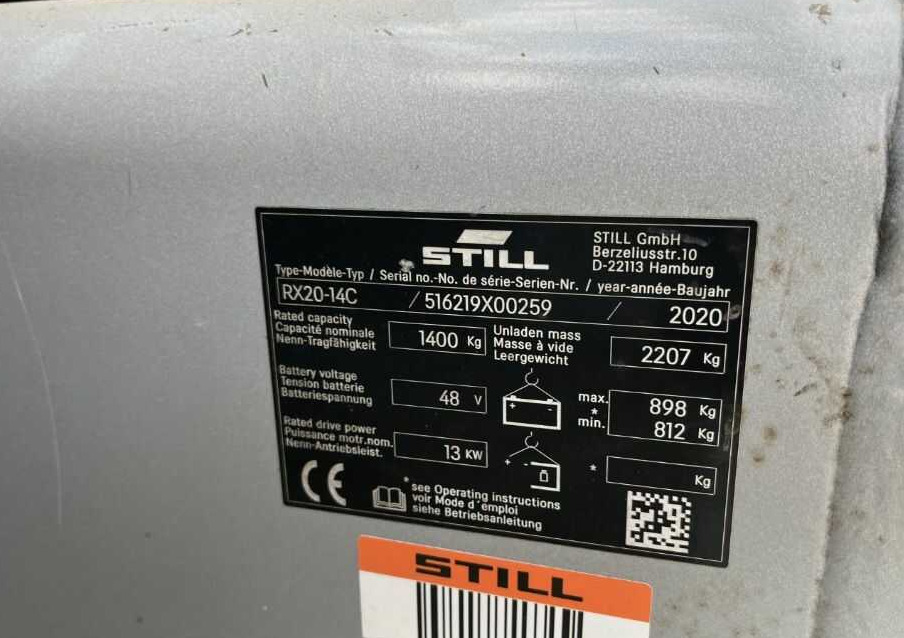 STILL
STILL GmbH
Berzeliusstr.10
D-22113 Hamburg
Type-Modèle-Typ / Serial no.-No. de série-Serien-Nr. / year-année-Baujahr
RX20-14C / 516219X00259 / 2020
Rated capacity
Capacité nominale
Nenn-Tragfähigkeit
1400 Kg
Unladen mass
Masse à vide
Leergewicht
2207 Kg
Battery voltage
Tension batterie
Batteriespannung
48 V
+ -
max.
*
min.
898 Kg
812 Kg
Rated drive power
Puissance motr.nom.
Nenn-Antriebsleist.
13 KW
+ -
* Kg
CE
*see Operating instructions
voir Mode d'emploi
siehe Betriebsanleitung
STILL